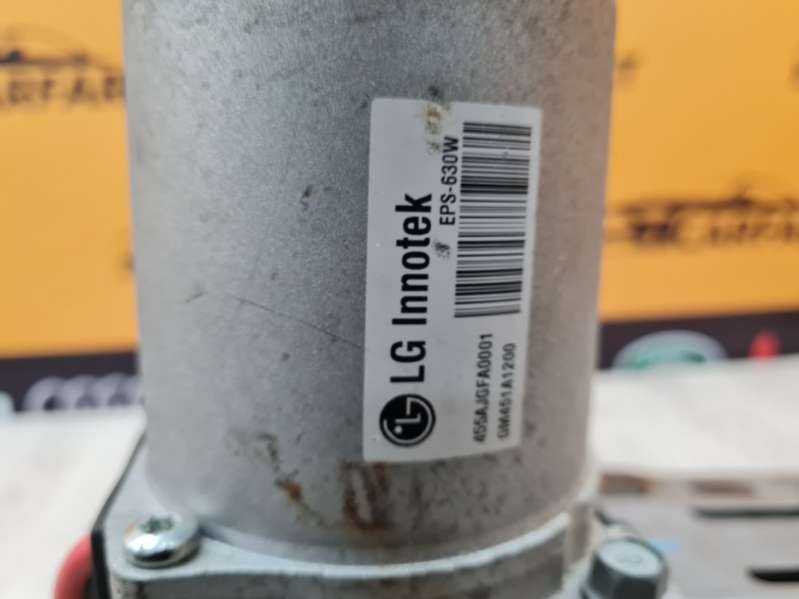 LG Innotek
EPS-630W
455AJGFA0001
GM451A1200